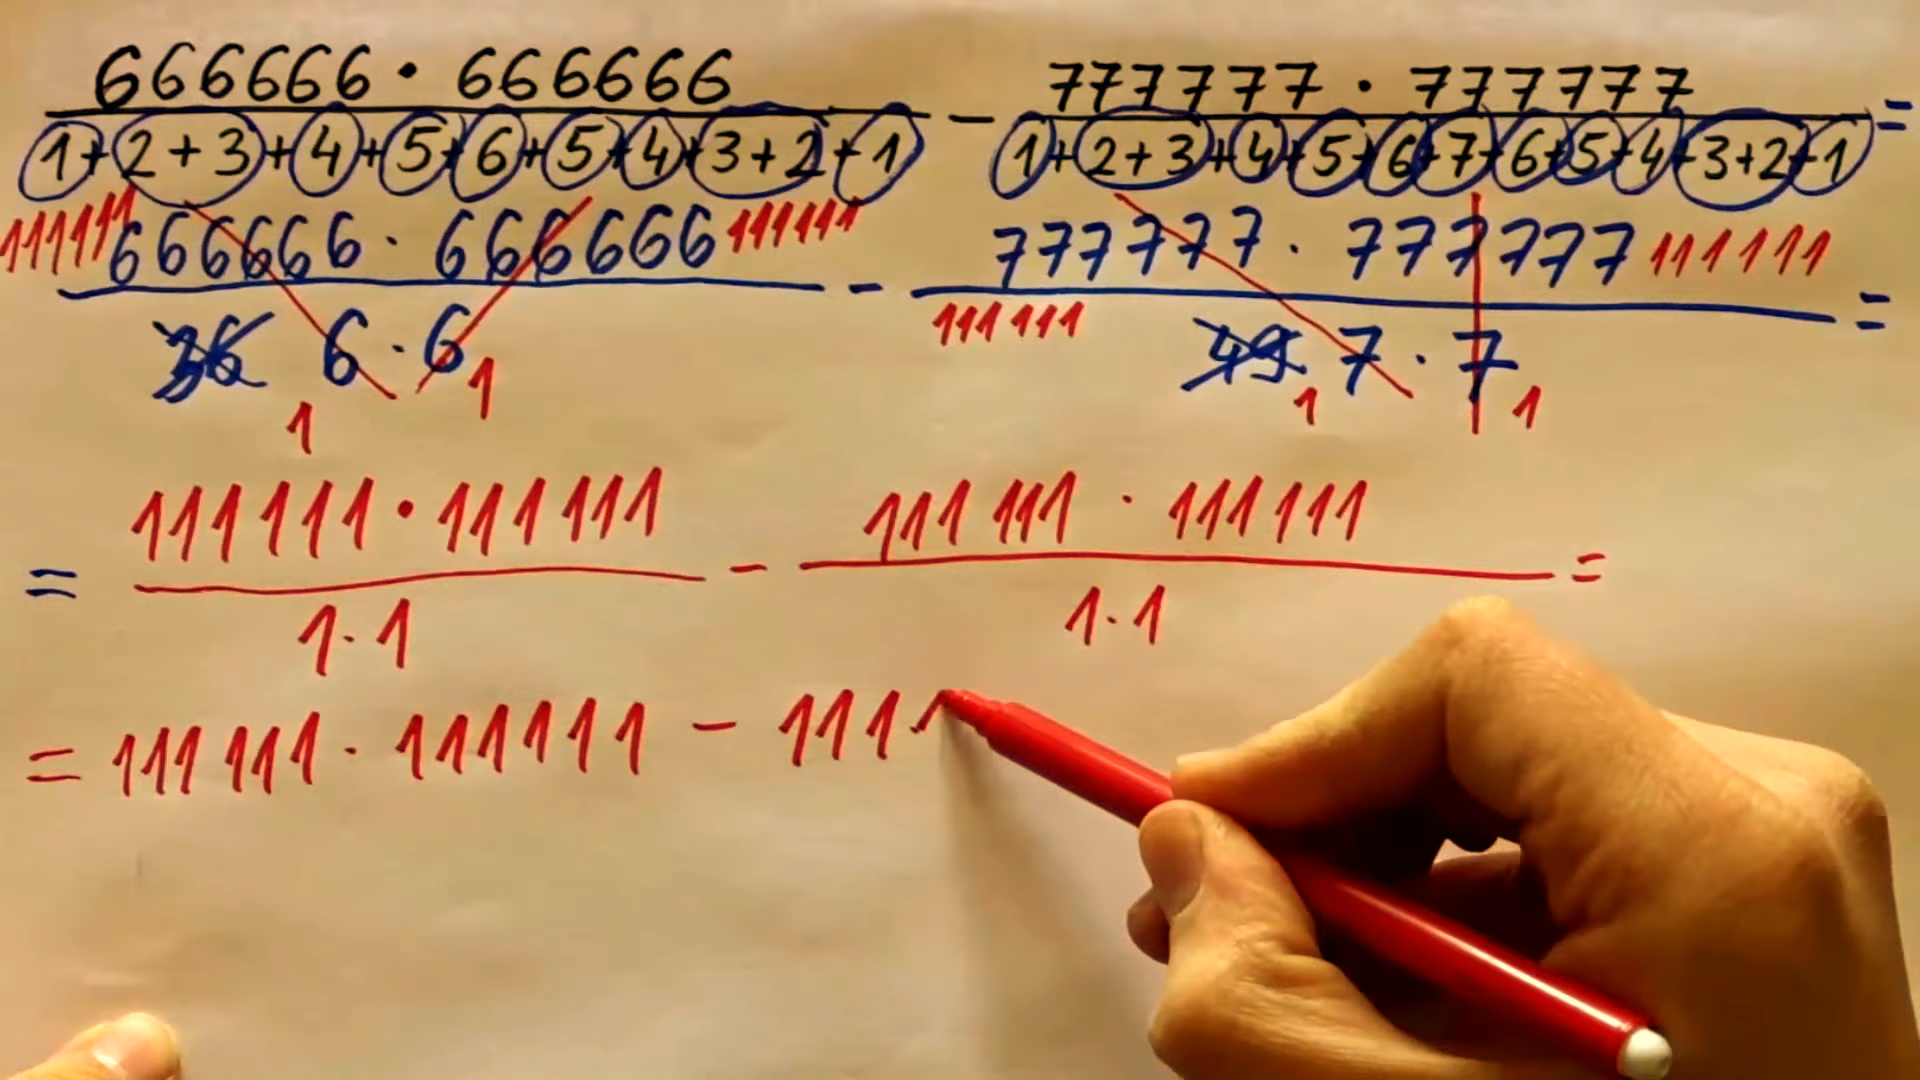 666666 · 666666 - 777777 · 777777 =
1+2+3+4+5+6+5+4+3+2+1 1+2+3+4+5+6+7+6+5+4+3+2+1
111111 666666 · 666666 111111 - 777777 · 777777 111111 =
36 6 · 6 1 111111 49 7 · 7
1 1 1
111111 · 111111 - 111111 · 111111 =
= 1 · 1 1 · 1
= 111111 · 111111 - 1111